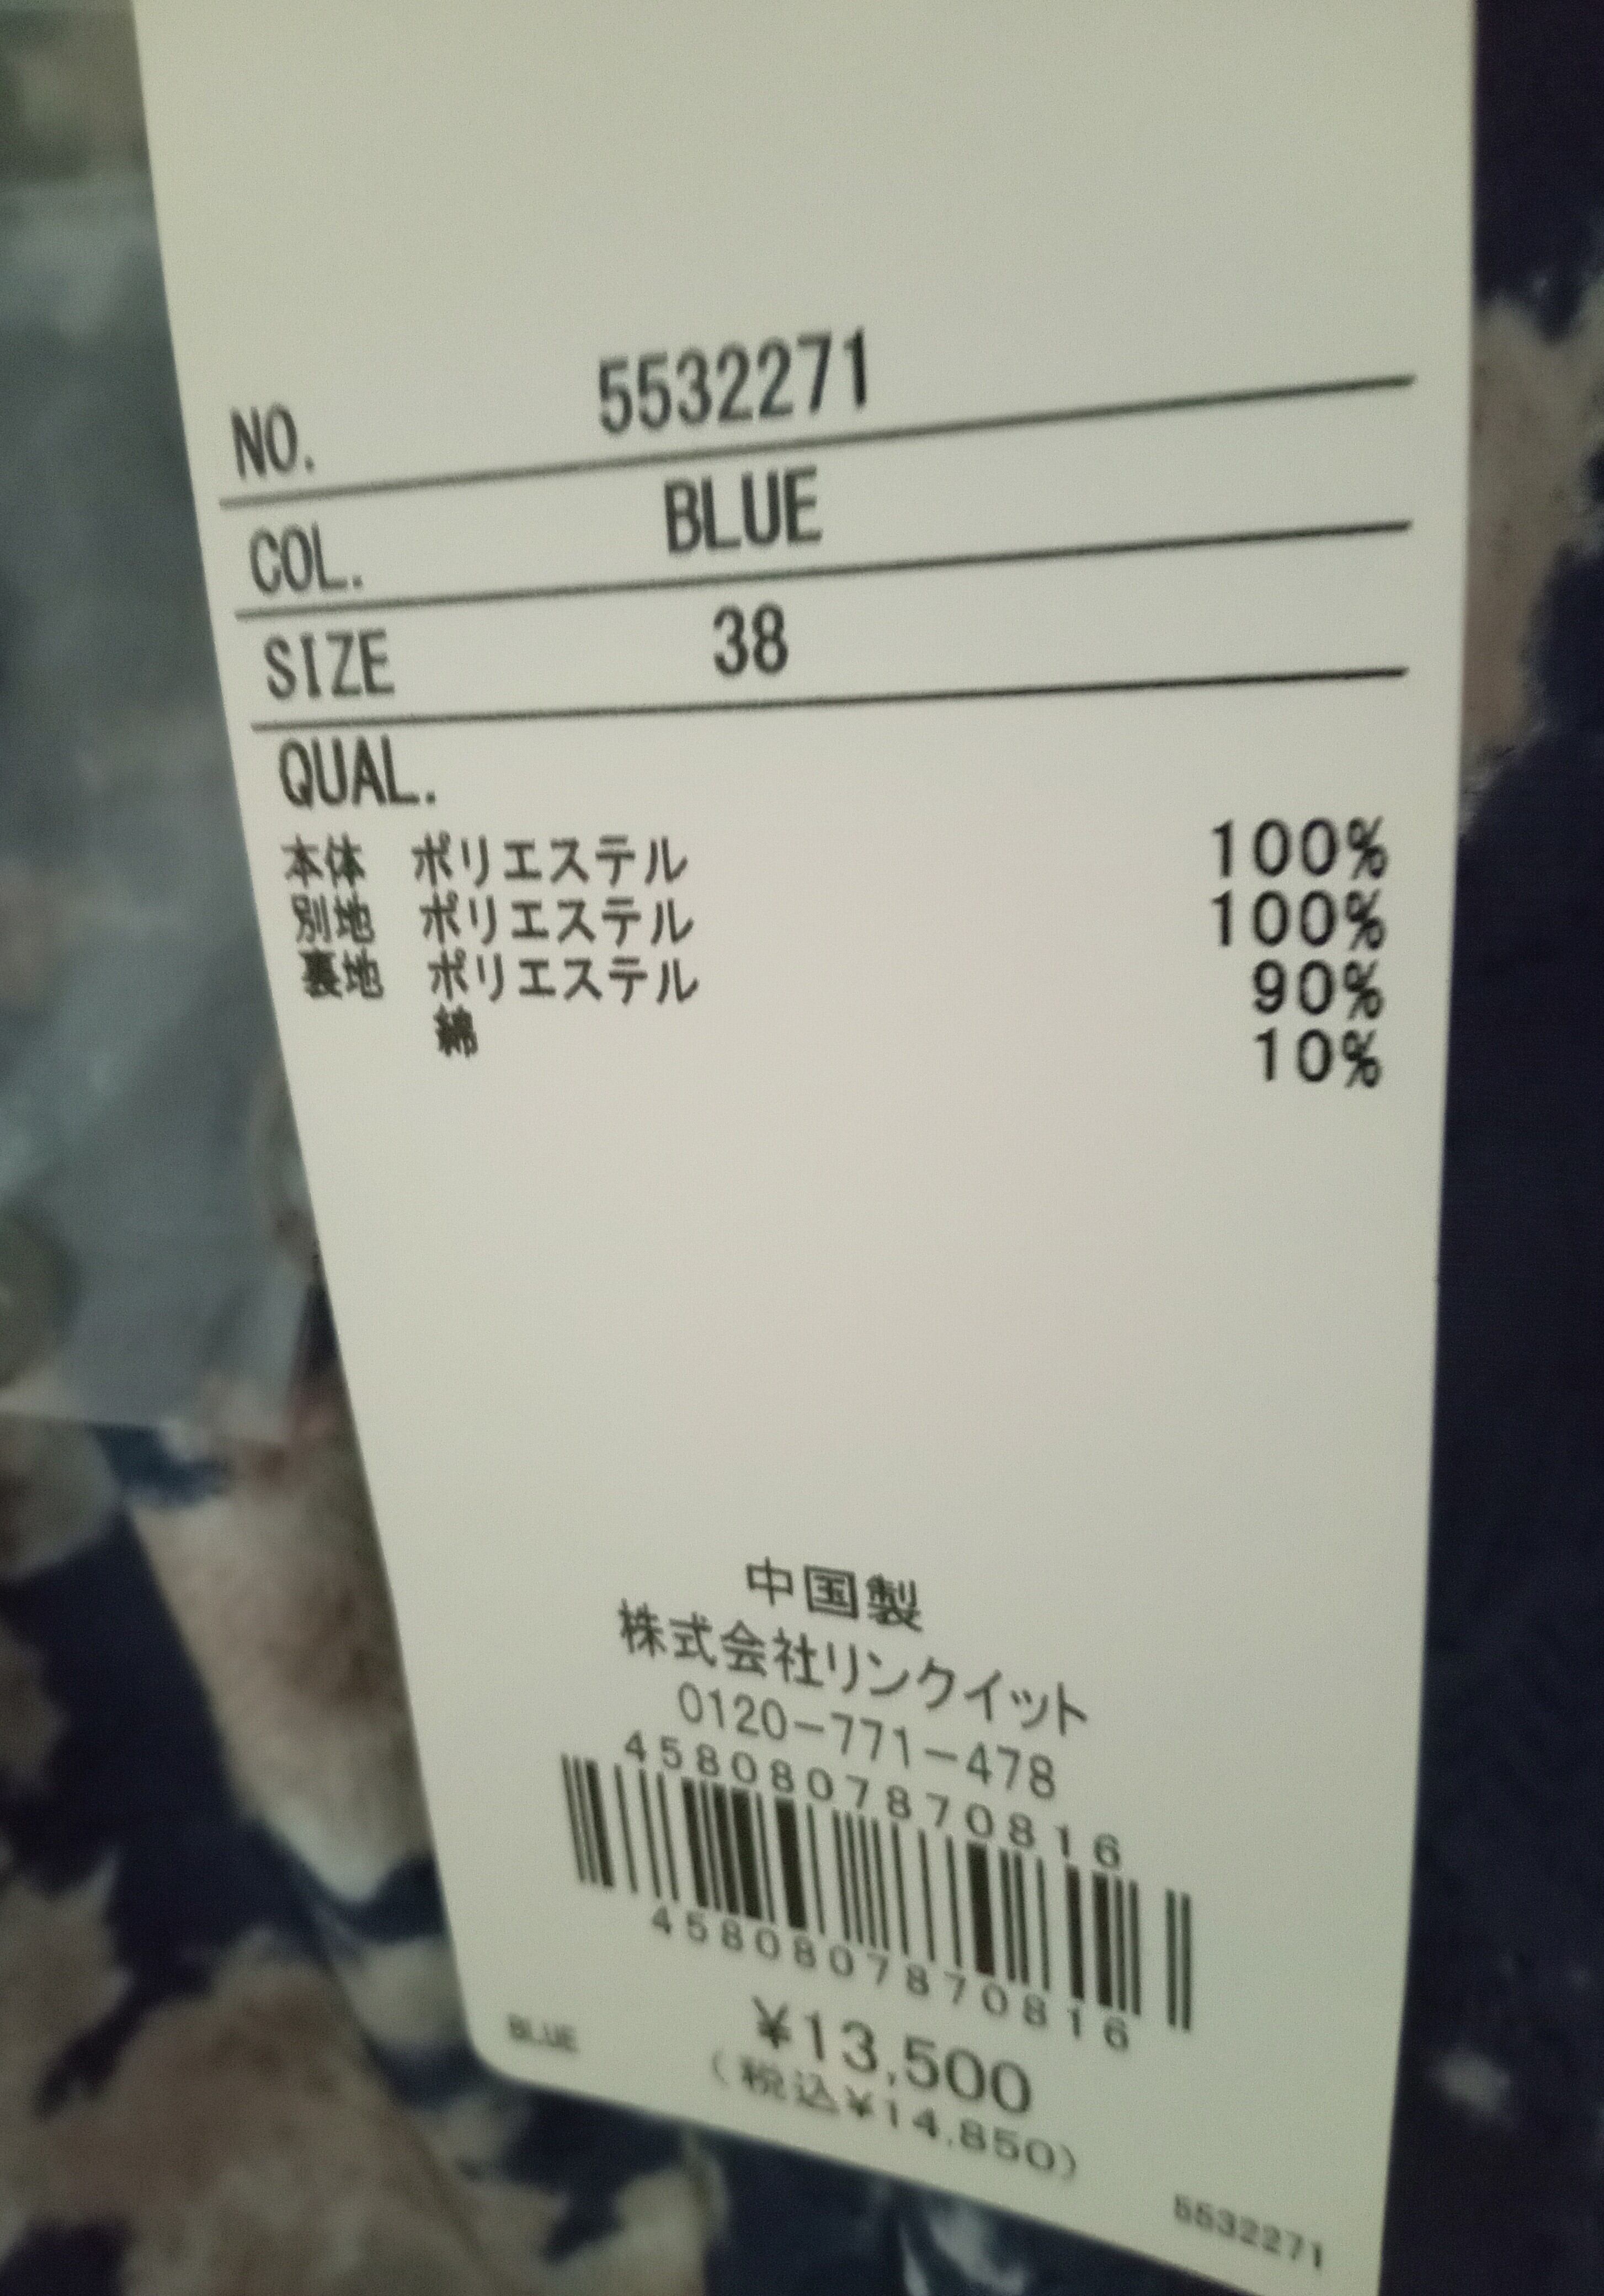 NO. 5532271
COL. BLUE
SIZE 38
QUAL.
本体 ポリエステル 100%
別地 ポリエステル 100%
裏地 ポリエステル 90%
綿 10%
中国製
株式会社リンクイット
0120-771-478
4580807870816
4580807870816
¥13,500
(税込¥14,850)
BLUE 5532271